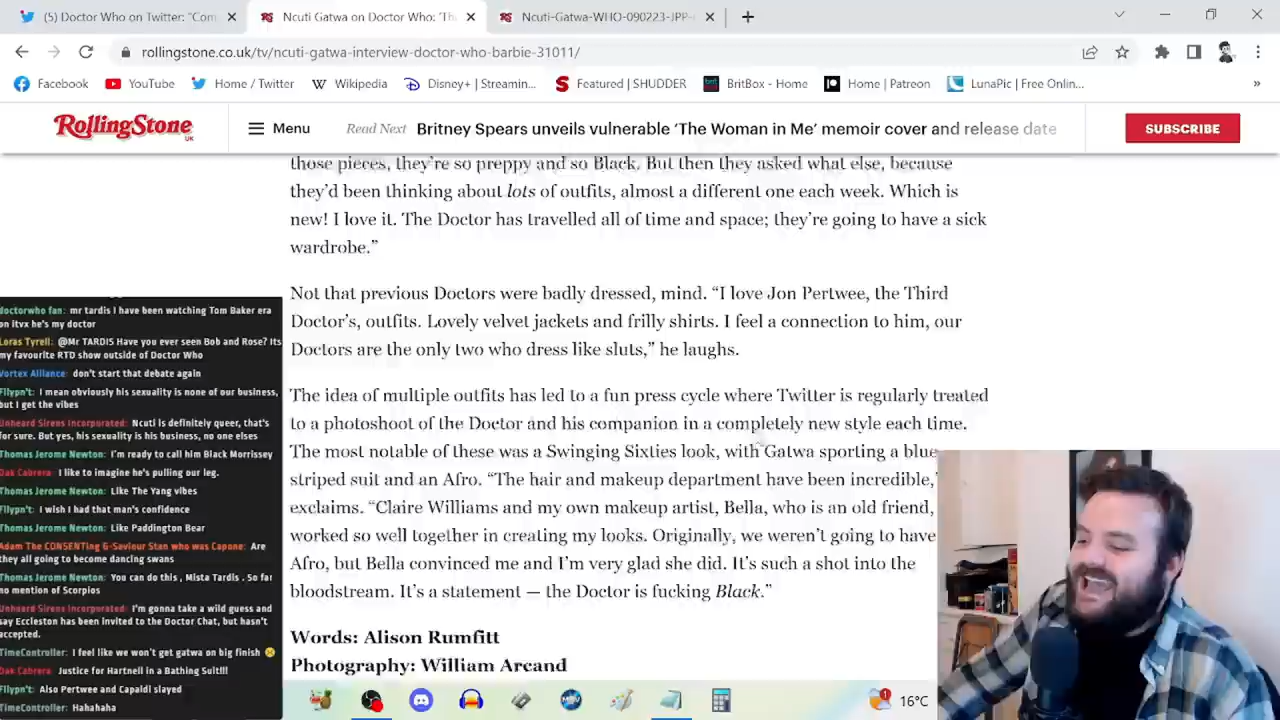 (5) Doctor Who on Twitter: "Com
Ncuti Gatwa on Doctor Who: 'Th
Ncuti-Gatwa-WHO-090223-JPP-
rollingstone.co.uk/tv/ncuti-gatwa-interview-doctor-who-barbie-31011/
Facebook
YouTube
Home / Twitter
Wikipedia
Disney+ | Streamin...
Featured | SHUDDER
BritBox - Home
Home | Patreon
LunaPic | Free Onlin...
»
RollingStone
UK
Menu
Read Next Britney Spears unveils vulnerable 'The Woman in Me' memoir cover and release date
SUBSCRIBE
those pieces, they're so preppy and so Black. But then they asked what else, because
they'd been thinking about lots of outfits, almost a different one each week. Which is
new! I love it. The Doctor has travelled all of time and space; they're going to have a sick
wardrobe."
Not that previous Doctors were badly dressed, mind. "I love Jon Pertwee, the Third
Doctor's, outfits. Lovely velvet jackets and frilly shirts. I feel a connection to him, our
Doctors are the only two who dress like sluts," he laughs.
The idea of multiple outfits has led to a fun press cycle where Twitter is regularly treated
to a photoshoot of the Doctor and his companion in a completely new style each time.
The most notable of these was a Swinging Sixties look, with Gatwa sporting a blue
striped suit and an Afro. "The hair and makeup department have been incredible,"
exclaims. "Claire Williams and my own makeup artist, Bella, who is an old friend,
worked so well together in creating my looks. Originally, we weren't going to have
Afro, but Bella convinced me and I'm very glad she did. It's such a shot into the
bloodstream. It's a statement — the Doctor is fucking Black."
Words: Alison Rumfitt
Photography: William Arcand
doctorwho fan: mr tardis I have been watching Tom Baker era
on itvx he's my doctor
Loras Tyrell: @Mr TARDIS Have you ever seen Bob and Rose? Its
my favourite RTD show outside of Doctor Who
Vortex Alliance: don't start that debate again
Fllypn't: I mean obviously his sexuality is none of our business,
but I get the vibes
Unheard Sirens Incorporated: Ncuti is definitely queer, that's
for sure. But yes, his sexuality is his business, no one elses
Thomas Jerome Newton: I'm ready to call him Black Morrissey
Dak Cabrera: I like to imagine he's pulling our leg.
Thomas Jerome Newton: Like The Yang vibes
Fllypn't: I wish I had that man's confidence
Thomas Jerome Newton: Like Paddington Bear
Adam The CONSENTing G-Saviour Stan who was Capone: Are
they all going to become dancing swans
Thomas Jerome Newton: You can do this , Mista Tardis . So far
no mention of Scorpios
Unheard Sirens Incorporated: I'm gonna take a wild guess and
say Eccleston has been invited to the Doctor Chat, but hasn't
accepted.
TimeController: I feel like we won't get gatwa on big finish
Dak Cabrera: Justice for Hartnell in a Bathing Suit!!!
Fllypn't: Also Pertwee and Capaldi slayed
TimeController: Hahahaha
16°C